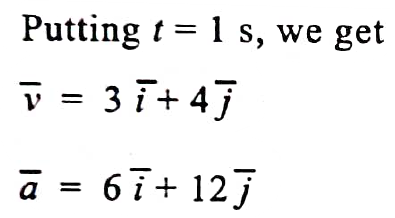 Putting t = 1 s, we get
v̅ = 3 i̅ + 4 j̅
a̅ = 6 i̅ + 12 j̅